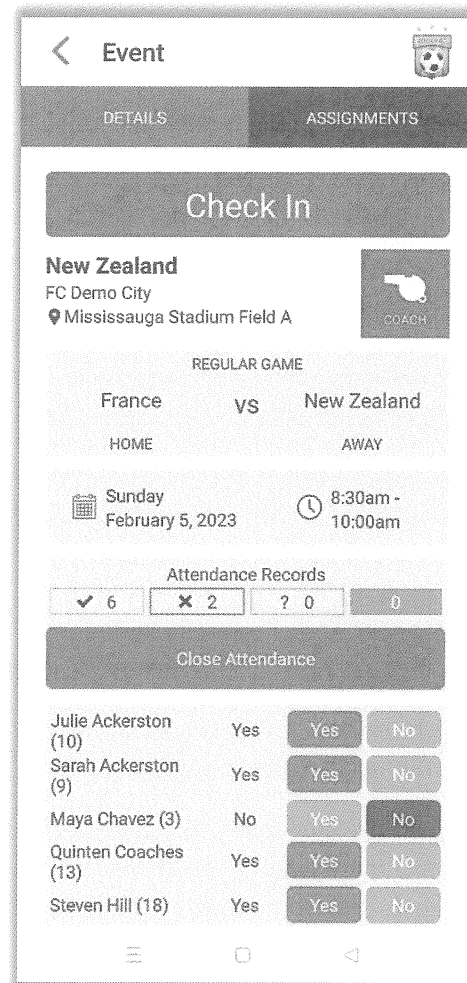 Event
DETAILS
ASSIGNMENTS
Check In
New Zealand
FC Demo City
Mississauga Stadium Field A
COACH
REGULAR GAME
France
VS
New Zealand
HOME
AWAY
Sunday
February 5, 2023
8:30am -
10:00am
Attendance Records
✔ 6
✖ 2
? 0
0
Close Attendance
Julie Ackerston
(10)
Yes
Yes
No
Sarah Ackerston
(9)
Yes
Yes
No
Maya Chavez (3)
No
Yes
No
Quinten Coaches
(13)
Yes
Yes
No
Steven Hill (18)
Yes
Yes
No